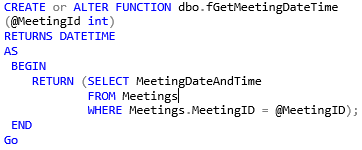 CREATE or ALTER FUNCTION dbo.fGetMeetingDateTime
(@MeetingId int)
RETURNS DATETIME
AS
BEGIN
RETURN (SELECT MeetingDateAndTime
FROM Meetings
WHERE Meetings.MeetingID = @MeetingID);
END
Go